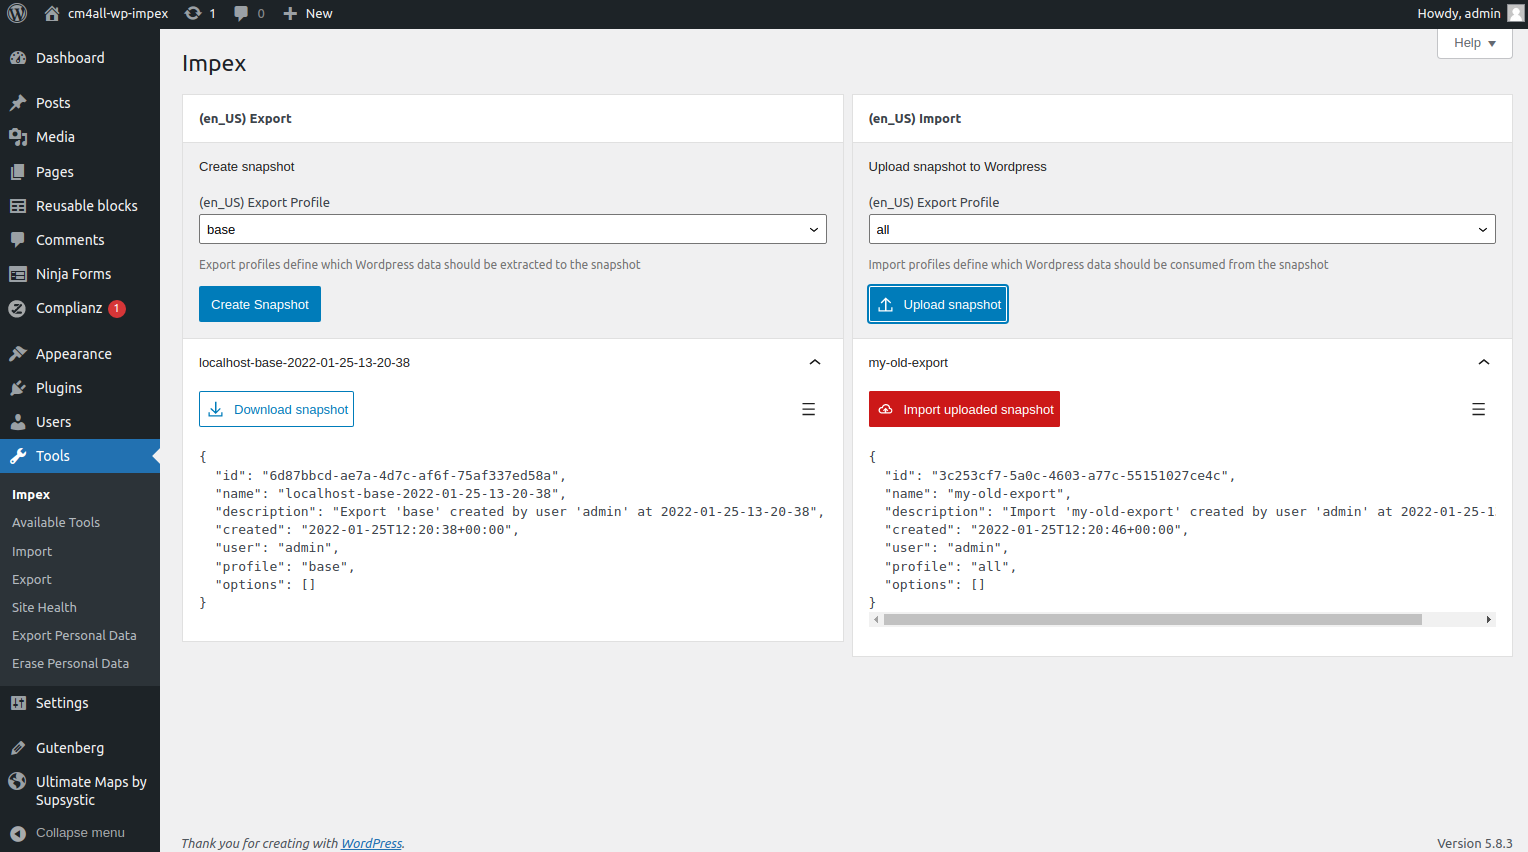 cm4all-wp-impex 1 0 New Howdy, admin
Help
Dashboard
Posts
Media
Pages
Reusable blocks
Comments
Ninja Forms
Complianz 1
Appearance
Plugins
Users
Tools
Impex
Available Tools
Import
Export
Site Health
Export Personal Data
Erase Personal Data
Settings
Gutenberg
Ultimate Maps by
Supsystic
Collapse menu
Impex
(en_US) Export
Create snapshot
(en_US) Export Profile
base
Export profiles define which Wordpress data should be extracted to the snapshot
Create Snapshot
localhost-base-2022-01-25-13-20-38
Download snapshot
{
"id": "6d87bbcd-ae7a-4d7c-af6f-75af337ed58a",
"name": "localhost-base-2022-01-25-13-20-38",
"description": "Export 'base' created by user 'admin' at 2022-01-25-13-20-38",
"created": "2022-01-25T12:20:38+00:00",
"user": "admin",
"profile": "base",
"options": []
}
(en_US) Import
Upload snapshot to Wordpress
(en_US) Export Profile
all
Import profiles define which Wordpress data should be consumed from the snapshot
Upload snapshot
my-old-export
Import uploaded snapshot
{
"id": "3c253cf7-5a0c-4603-a77c-55151027ce4c",
"name": "my-old-export",
"description": "Import 'my-old-export' created by user 'admin' at 2022-01-25-1
"created": "2022-01-25T12:20:46+00:00",
"user": "admin",
"profile": "all",
"options": []
}
Thank you for creating with WordPress.
Version 5.8.3